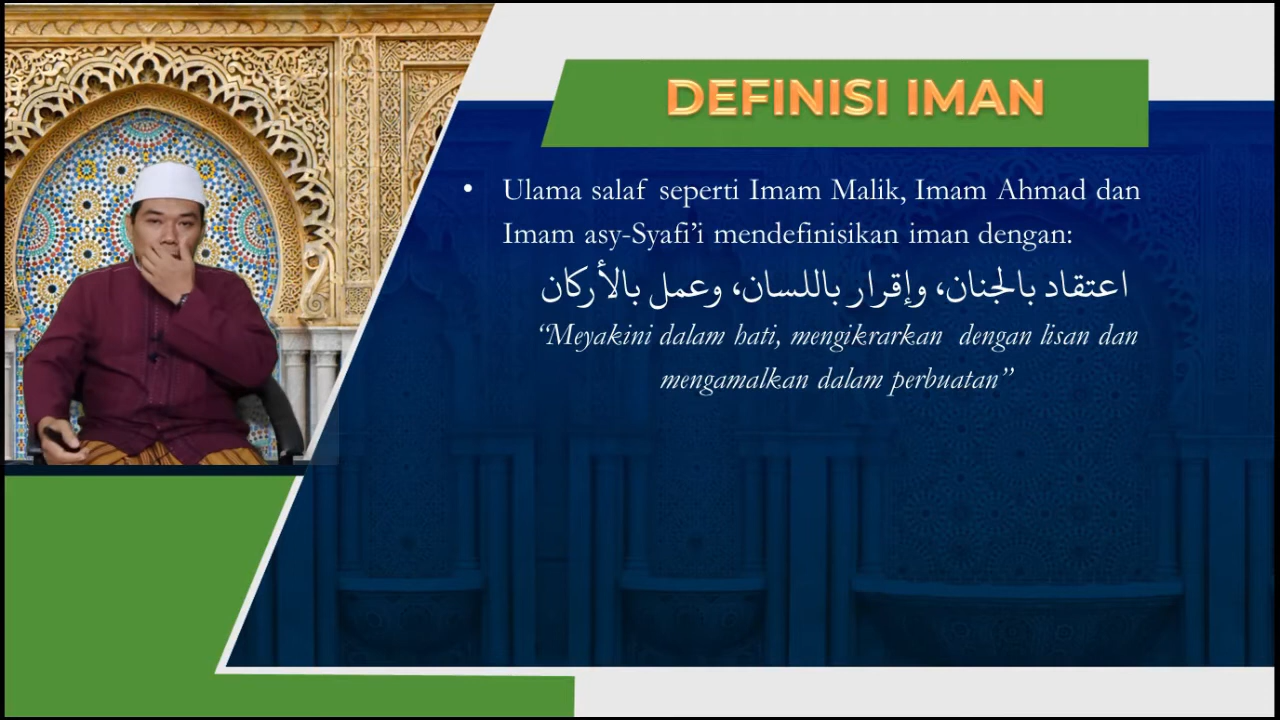 DEFINISI IMAN
• Ulama salaf seperti Imam Malik, Imam Ahmad dan
Imam asy-Syafi’i mendefinisikan iman dengan:
اعتقاد بالجنان، وإقرار باللسان، وعمل بالأركان
“Meyakini dalam hati, mengikrarkan dengan lisan dan
mengamalkan dalam perbuatan”